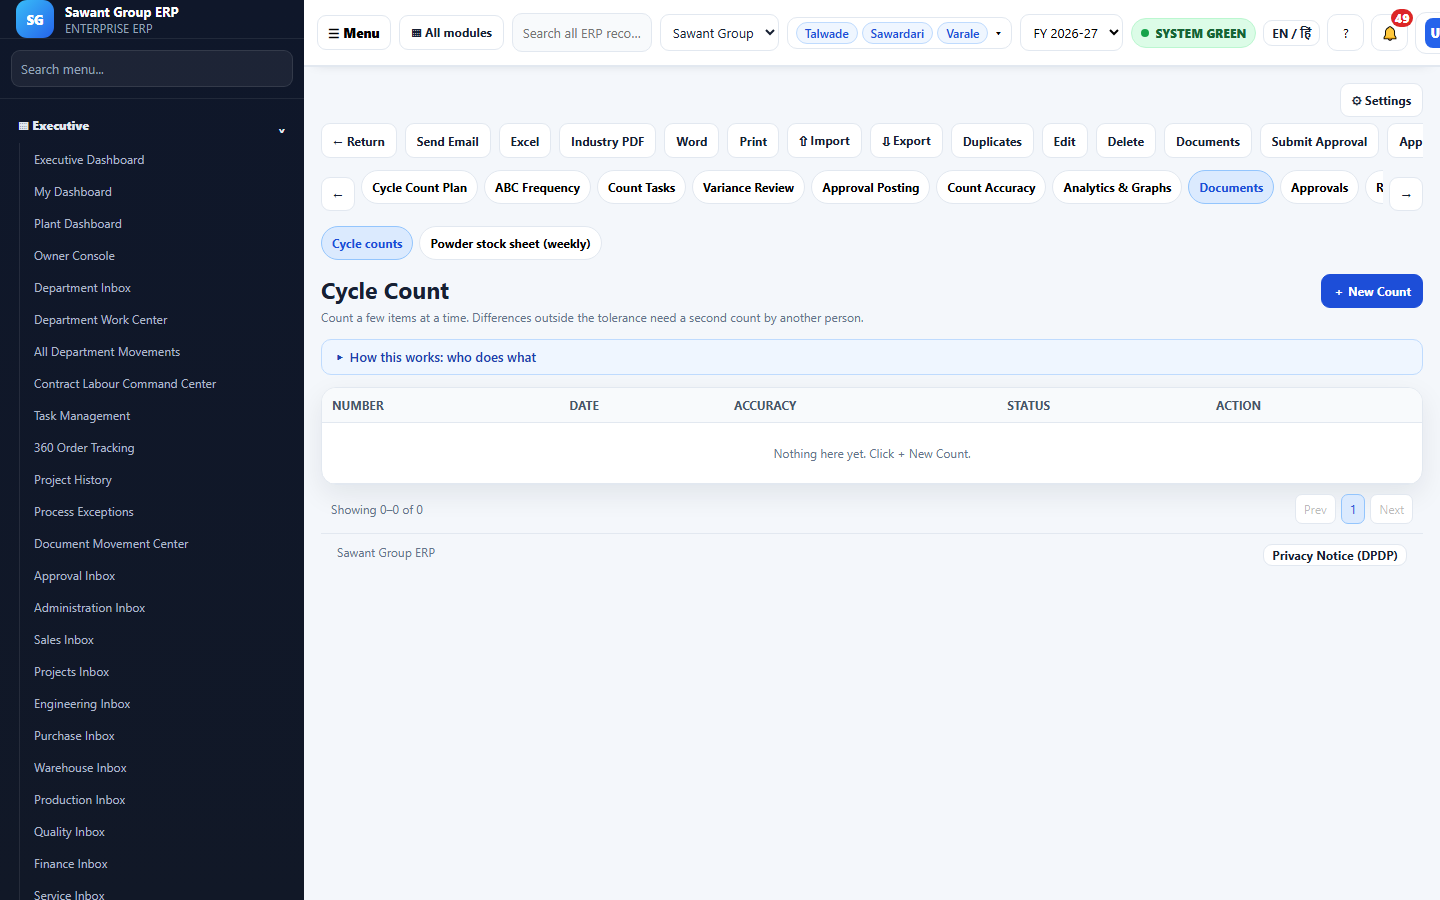 SG
Sawant Group ERP
ENTERPRISE ERP
Search menu...
Executive
Executive Dashboard
My Dashboard
Plant Dashboard
Owner Console
Department Inbox
Department Work Center
All Department Movements
Contract Labour Command Center
Task Management
360 Order Tracking
Project History
Process Exceptions
Document Movement Center
Approval Inbox
Administration Inbox
Sales Inbox
Projects Inbox
Engineering Inbox
Purchase Inbox
Warehouse Inbox
Production Inbox
Quality Inbox
Finance Inbox
Service Inbox
☰ Menu All modules Search all ERP reco... Sawant Group Talwade Sawardari Varale FY 2026-27 SYSTEM GREEN EN / हिं ? 49 U
⚙ Settings
← Return Send Email Excel Industry PDF Word Print ⇧ Import ⇩ Export Duplicates Edit Delete Documents Submit Approval App
← Cycle Count Plan ABC Frequency Count Tasks Variance Review Approval Posting Count Accuracy Analytics & Graphs Documents Approvals R →
Cycle counts Powder stock sheet (weekly)
Cycle Count
+ New Count
Count a few items at a time. Differences outside the tolerance need a second count by another person.
▸ How this works: who does what
NUMBER DATE ACCURACY STATUS ACTION
Nothing here yet. Click + New Count.
Showing 0–0 of 0 Prev 1 Next
Sawant Group ERP Privacy Notice (DPDP)